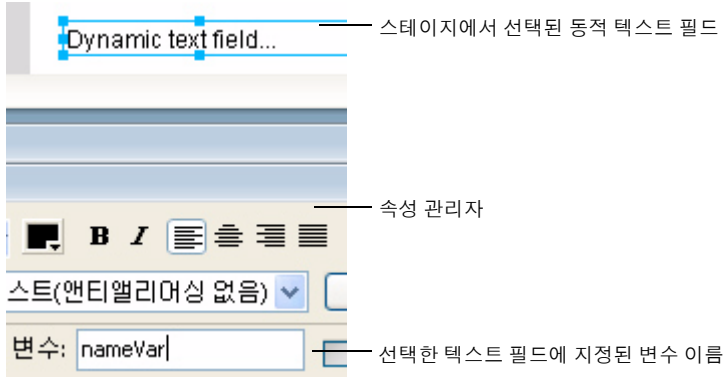 Dynamic text field...
스테이지에서 선택된 동적 텍스트 필드
속성 관리자
B I
스트(앤티앨리어싱 없음)
변수: nameVar
선택한 텍스트 필드에 지정된 변수 이름